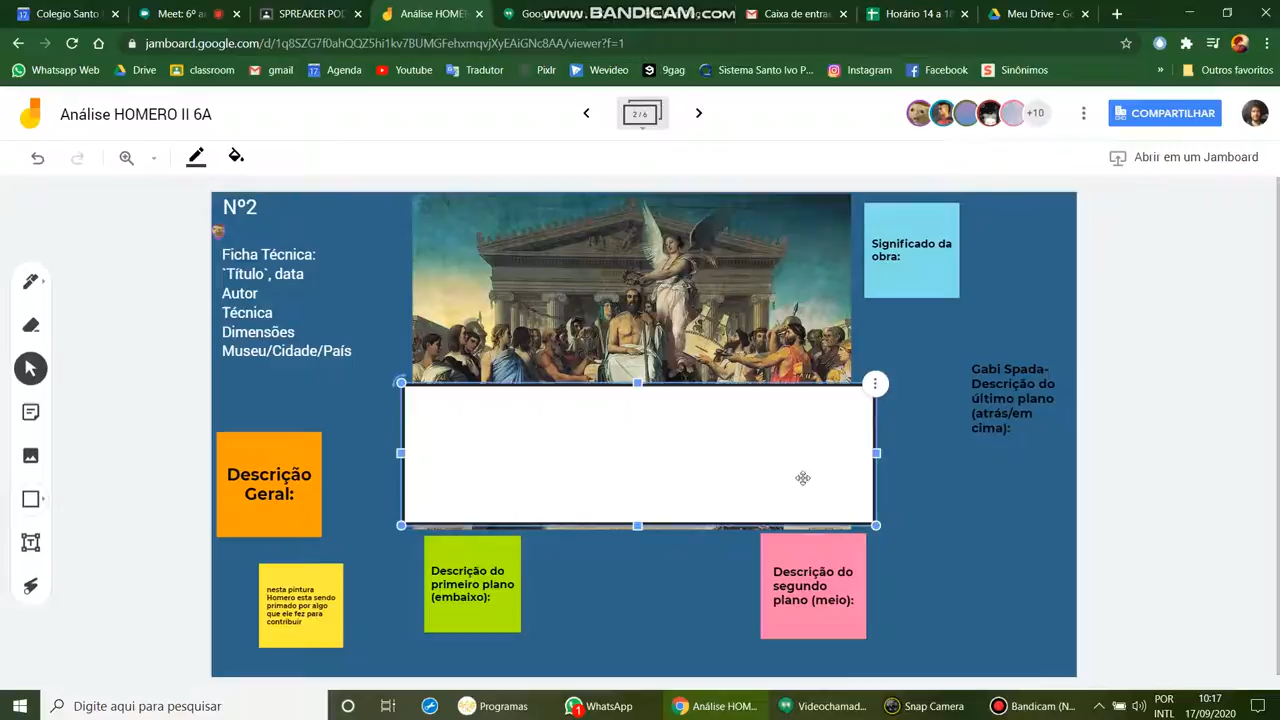 Colegio Sant
Meet: 6º a
SPREAKER POD
Análise HOME
Goo
www.BANDICAM.com
Caixa de entra
Horário 14 a 18
Meu Drive - Go
jamboard.google.com/d/1q8SZG7f0ahQQZ5hi1kv7BUMGFehxmqvjXyEAiGNc8AA/viewer?f=1
Whatsapp Web
Drive
classroom
gmail
Agenda
Youtube
Tradutor
Pixlr
Wevideo
9gag
Sistema Santo Ivo P...
Instagram
Facebook
Sinônimos
»
Outros favoritos
Análise HOMERO II 6A
2 / 6
+10
COMPARTILHAR
Abrir em um Jamboard
Nº2
Ficha Técnica:
`Título`, data
Autor
Técnica
Dimensões
Museu/Cidade/País
Significado da
obra:
Gabi Spada-
Descrição do
último plano
(atrás/em
cima):
Descrição
Geral:
nesta pintura
Homero esta sendo
primado por algo
que ele fez para
contribuir
Descrição do
primeiro plano
(embaixo):
Descrição do
segundo
plano (meio):
Digite aqui para pesquisar
Programas
WhatsApp
1
Análise HOM...
Videochamad...
Snap Camera
Bandicam (N...
POR
INTL
10:17
17/09/2020